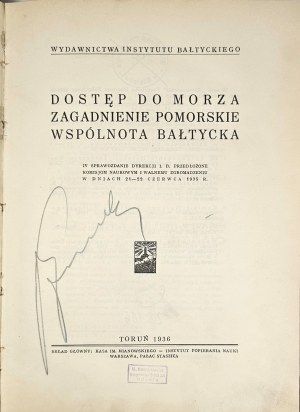 WYDAWNICTWA INSTYTUTU BAŁTYCKIEGO
DOSTĘP DO MORZA
ZAGADNIENIE POMORSKIE
WSPÓLNOTA BAŁTYCKA
IV SPRAWOZDANIE DYREKCJI I. B. PRZEDŁOŻONE
KOMISJOM NAUKOWYM I WALNEMU ZGROMADZENIU
W DNIACH 21—22 CZERWCA 1935 R.
TORUŃ 1936
SKŁAD GŁÓWNY: KASA IM. MIANOWSKIEGO — INSTYTUT POPIERANIA NAUKI
WARSZAWA, PAŁAC STASZICA